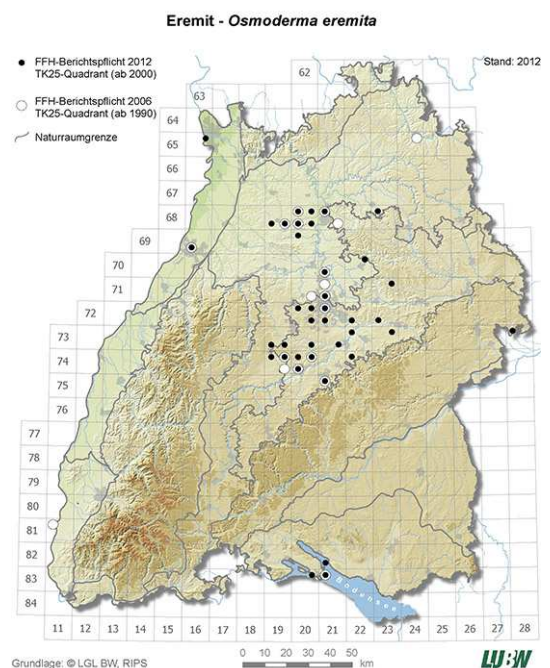 Eremit - Osmoderma eremita
FFH-Berichtspflicht 2012
TK25-Quadrant (ab 2000)
Stand: 2012
FFH-Berichtspflicht 2006
TK25-Quadrant (ab 1990)
Naturraumgrenze
62
63
64
65
66
67
68
69
70
71
72
73
74
75
76
77
78
79
80
81
82
83
84
Bodensee
11 12 13 14 15 16 17 18 19 20 21 22 23 24 25 26 27 28
0 10 20 30 40 50
km
Grundlage: © LGL BW, RIPS
LUBW